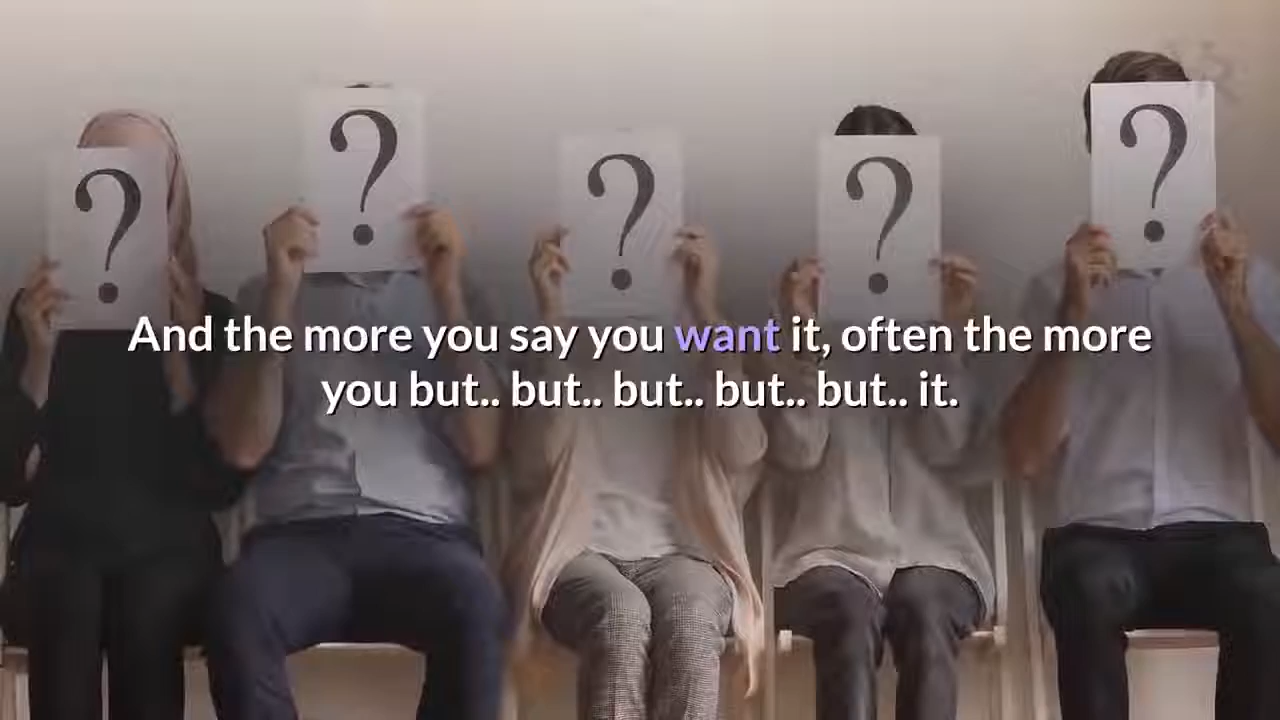 ? ? ? ? ?
And the more you say you want it, often the more
you but.. but.. but.. but.. but.. it.